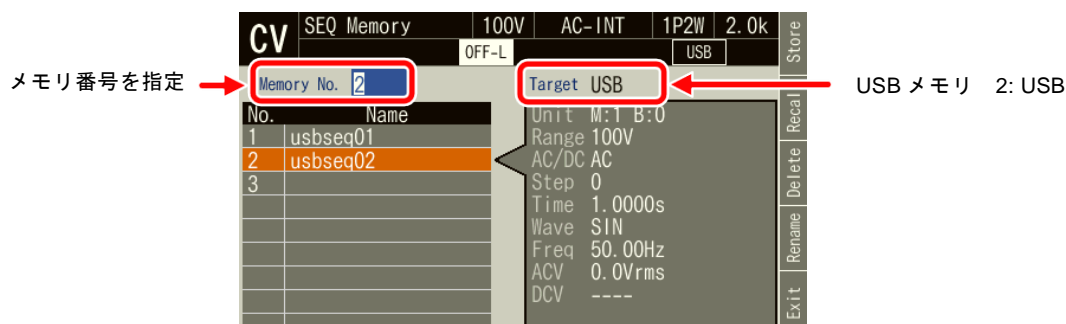 CV SEQ Memory 100V AC-INT 1P2W 2.0k
OFF-L USB
メモリ番号を指定
Memory No. 2
Target USB
USB メモリ 2: USB
No. Name
1 usbseq01
2 usbseq02
3
Unit M:1 B:0
Range 100V
AC/DC AC
Step 0
Time 1.0000s
Wave SIN
Freq 50.00Hz
ACV 0.0Vrms
DCV ----
Store
Recal
Delete
Rename
Exit